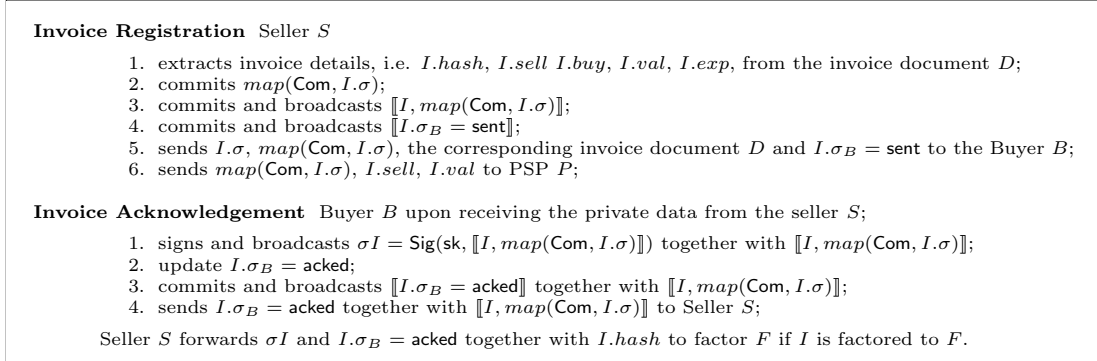 Invoice Registration Seller S
1. extracts invoice details, i.e. I.hash, I.sell I.buy, I.val, I.exp, from the invoice document D;
2. commits map(Com, I.σ);
3. commits and broadcasts ⟦I, map(Com, I.σ)⟧;
4. commits and broadcasts ⟦I.σ_B = sent⟧;
5. sends I.σ, map(Com, I.σ), the corresponding invoice document D and I.σ_B = sent to the Buyer B;
6. sends map(Com, I.σ), I.sell, I.val to PSP P;
Invoice Acknowledgement Buyer B upon receiving the private data from the seller S;
1. signs and broadcasts σI = Sig(sk, ⟦I, map(Com, I.σ)⟧) together with ⟦I, map(Com, I.σ)⟧;
2. update I.σ_B = acked;
3. commits and broadcasts ⟦I.σ_B = acked⟧ together with ⟦I, map(Com, I.σ)⟧;
4. sends I.σ_B = acked together with ⟦I, map(Com, I.σ)⟧ to Seller S;
Seller S forwards σI and I.σ_B = acked together with I.hash to factor F if I is factored to F.